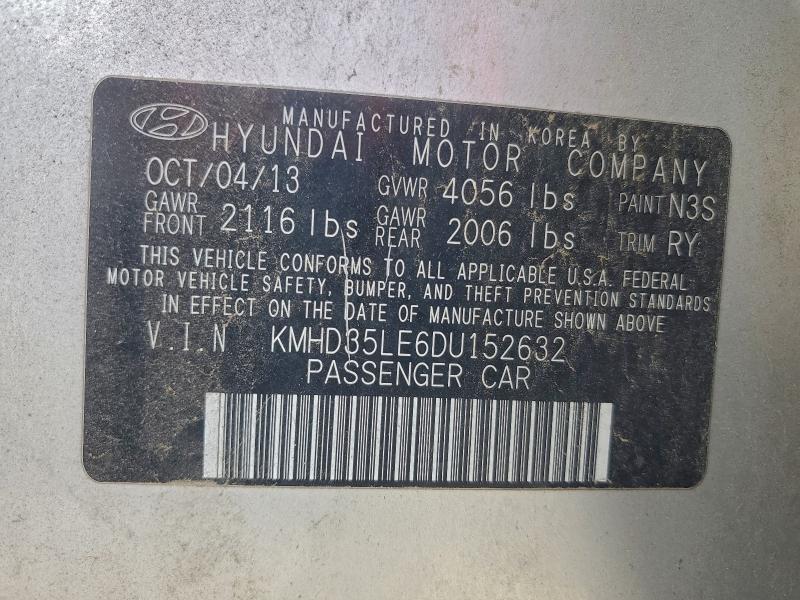 MANUFACTURED IN KOREA BY
HYUNDAI MOTOR COMPANY
OCT/04/13 GVWR 4056 lbs PAINT N3S
GAWR FRONT 2116 lbs GAWR REAR 2006 lbs TRIM RY
THIS VEHICLE CONFORMS TO ALL APPLICABLE U.S.A. FEDERAL
MOTOR VEHICLE SAFETY, BUMPER, AND THEFT PREVENTION STANDARDS
IN EFFECT ON THE DATE OF MANUFACTURE SHOWN ABOVE
V.I.N KMHD35LE6DU152632
PASSENGER CAR